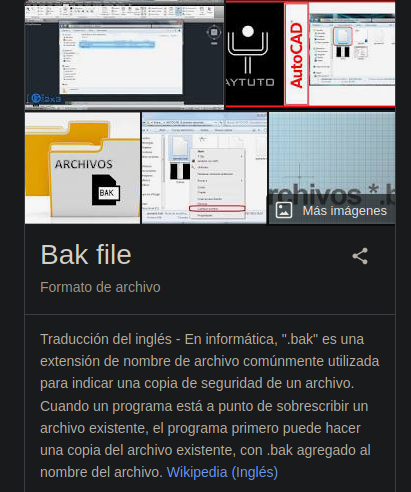 2x3
AYTUTO
AutoCAD
ARCHIVOS
BAK
rchivos *.b
Más imágenes
Bak file
Formato de archivo
Traducción del inglés - En informática, ".bak" es una
extensión de nombre de archivo comúnmente utilizada
para indicar una copia de seguridad de un archivo.
Cuando un programa está a punto de sobrescribir un
archivo existente, el programa primero puede hacer
una copia del archivo existente, con .bak agregado al
nombre del archivo. Wikipedia (Inglés)